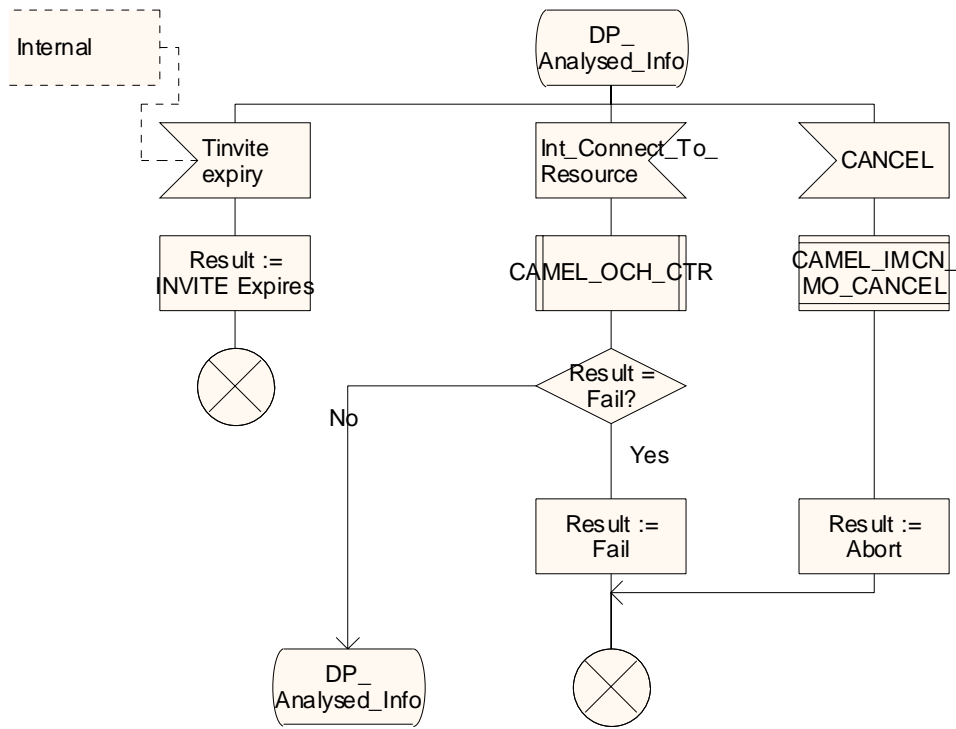 Internal
DP_
Analysed_Info
Tinvite
expiry
Int_Connect_To_
Resource
CANCEL
Result :=
INVITE Expires
CAMEL_OCH_CTR
CAMEL_IMCN_
MO_CANCEL
Result =
Fail?
No
Yes
Result :=
Fail
Result :=
Abort
DP_
Analysed_Info